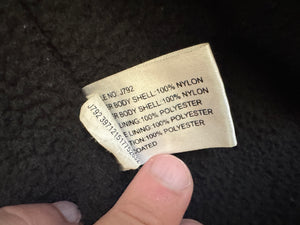 LE NO: J792
R BODY SHELL:100% NYLON
R BODY SHELL:100% NYLON
LINING:100% POLYESTER
E LINING:100% POLYESTER
TION:100% POLYESTER
OATED